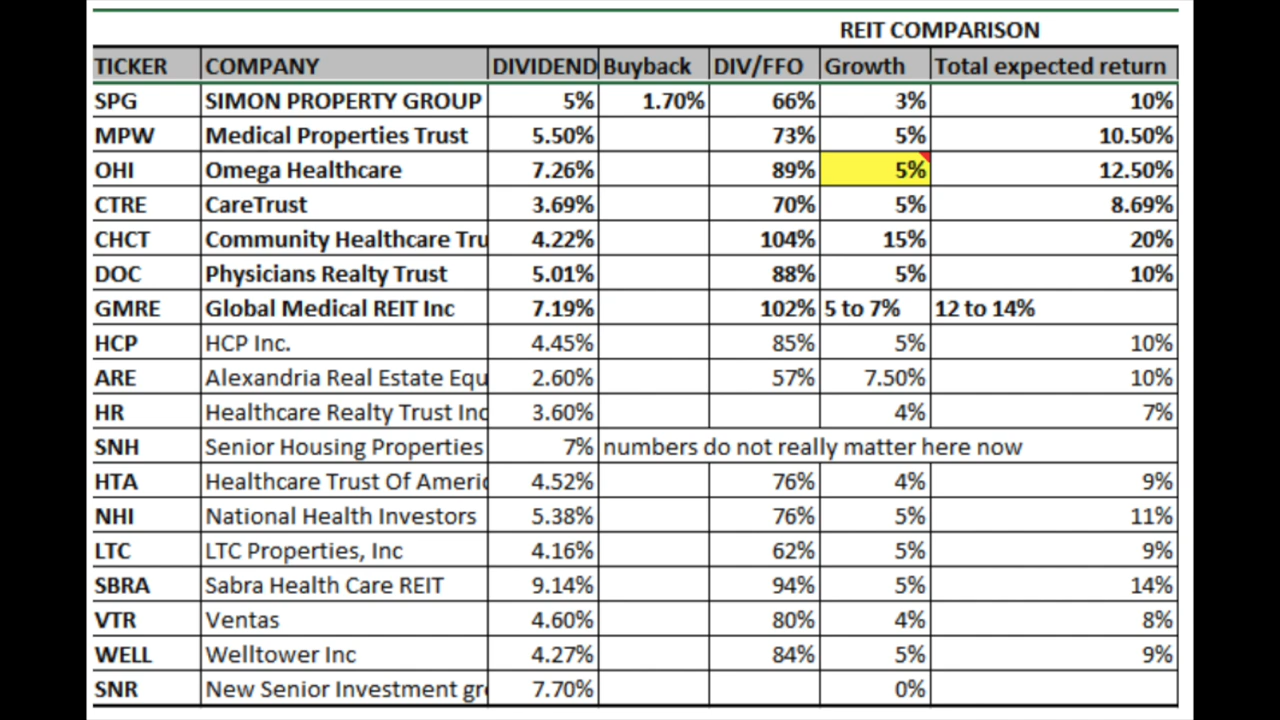 REIT COMPARISON
TICKER COMPANY DIVIDEND Buyback DIV/FFO Growth Total expected return
SPG SIMON PROPERTY GROUP 5% 1.70% 66% 3% 10%
MPW Medical Properties Trust 5.50% 73% 5% 10.50%
OHI Omega Healthcare 7.26% 89% 5% 12.50%
CTRE CareTrust 3.69% 70% 5% 8.69%
CHCT Community Healthcare Tru 4.22% 104% 15% 20%
DOC Physicians Realty Trust 5.01% 88% 5% 10%
GMRE Global Medical REIT Inc 7.19% 102% 5 to 7% 12 to 14%
HCP HCP Inc. 4.45% 85% 5% 10%
ARE Alexandria Real Estate Equ 2.60% 57% 7.50% 10%
HR Healthcare Realty Trust Inc 3.60% 4% 7%
SNH Senior Housing Properties 7% numbers do not really matter here now
HTA Healthcare Trust Of Americ 4.52% 76% 4% 9%
NHI National Health Investors 5.38% 76% 5% 11%
LTC LTC Properties, Inc 4.16% 62% 5% 9%
SBRA Sabra Health Care REIT 9.14% 94% 5% 14%
VTR Ventas 4.60% 80% 4% 8%
WELL Welltower Inc 4.27% 84% 5% 9%
SNR New Senior Investment gr 7.70% 0%